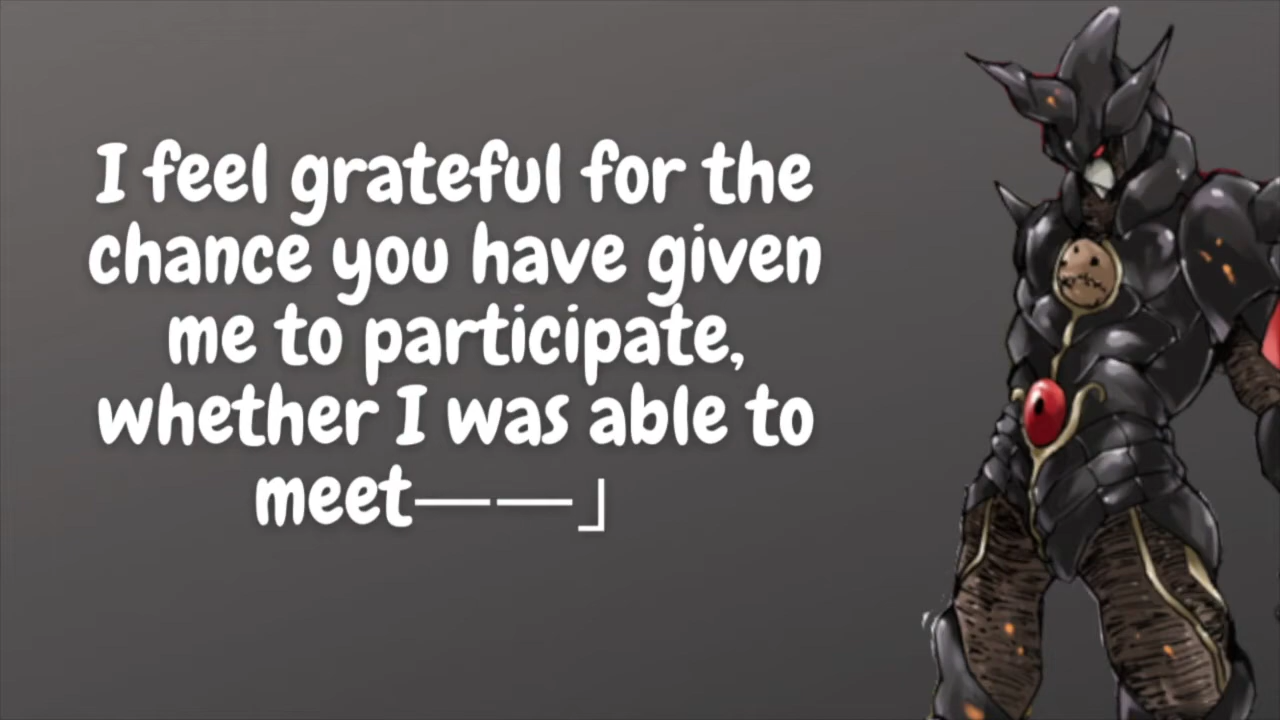 I feel grateful for the
chance you have given
me to participate,
whether I was able to
meet——」